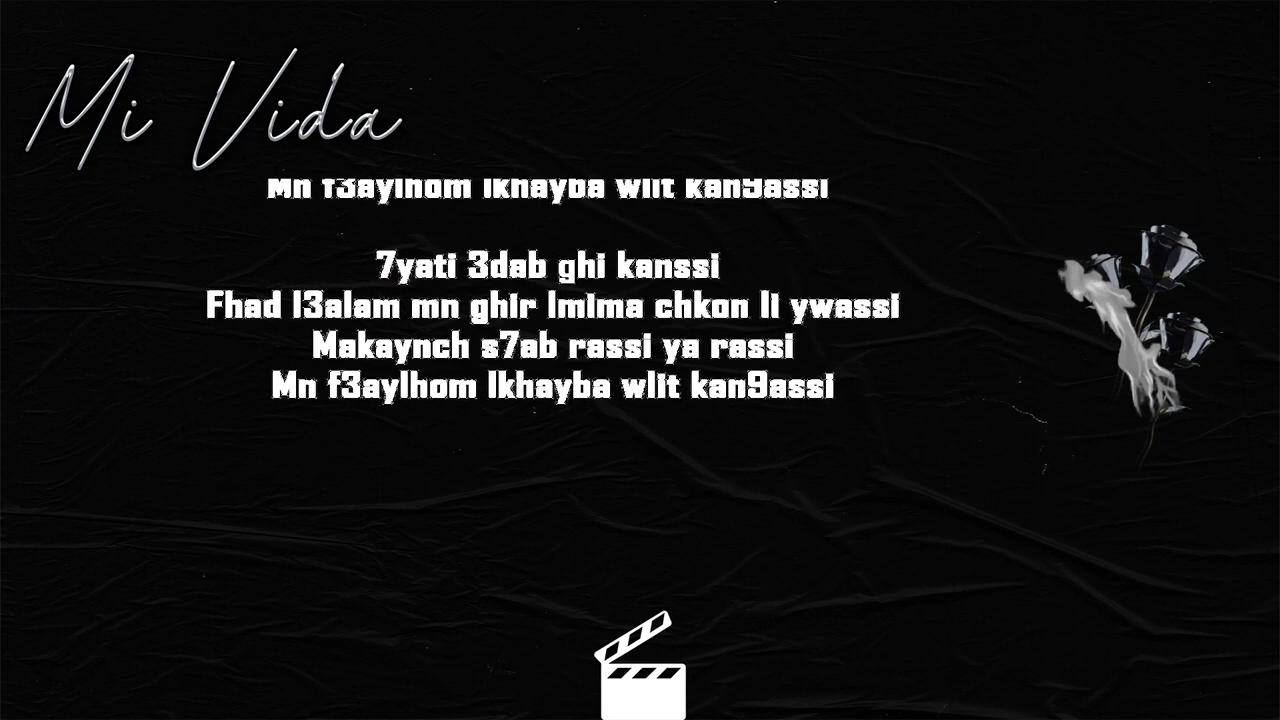 Mi Vida
Mn f3aylhom lkhayba wlit kan9assi
7yati 3dab ghi kanssi
Fhad l3alam mn ghir lmima chkon li ywassi
Makaynch s7ab rassi ya rassi
Mn f3aylhom lkhayba wlit kan9assi